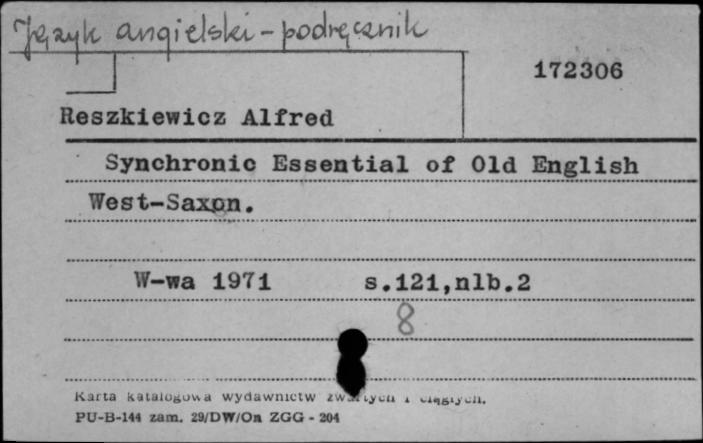 Język angielski - podręcznik
172306
Reszkiewicz Alfred
Synchronic Essential of Old English
West-Saxon.
W-wa 1971 s.121,nlb.2
8
Karta katalogowa wydawnictw zwartych i ciągłych.
PU-B-144 zam. 29/DW/On ZGG - 204